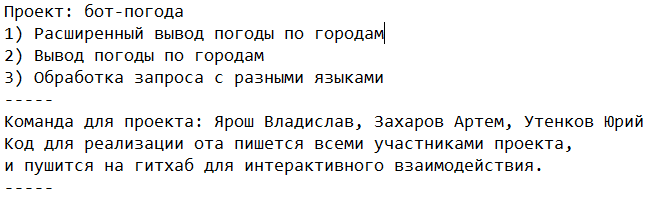 Проект: бот-погода
1) Расширенный вывод погоды по городам
2) Вывод погоды по городам
3) Обработка запроса с разными языками
-----
Команда для проекта: Ярош Владислав, Захаров Артем, Утенков Юрий
Код для реализации ота пишется всеми участниками проекта,
и пушится на гитхаб для интерактивного взаимодействия.
-----